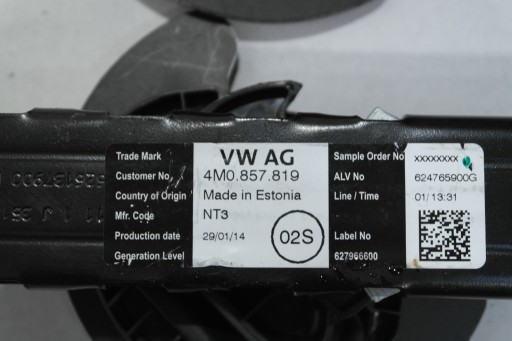 Trade Mark VW AG Sample Order No XXXXXXXX
Customer No. 4M0.857.819 ALV No 624765900G
Country of Origin Made in Estonia Line / Time 01/13:31
Mfr. Code NT3
Production date 29/01/14 02S Label No
Generation Level 627966600